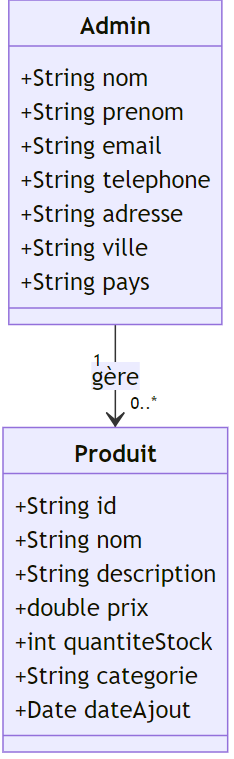 Admin
+String nom
+String prenom
+String email
+String telephone
+String adresse
+String ville
+String pays
1
gère
0..*
Produit
+String id
+String nom
+String description
+double prix
+int quantiteStock
+String categorie
+Date dateAjout